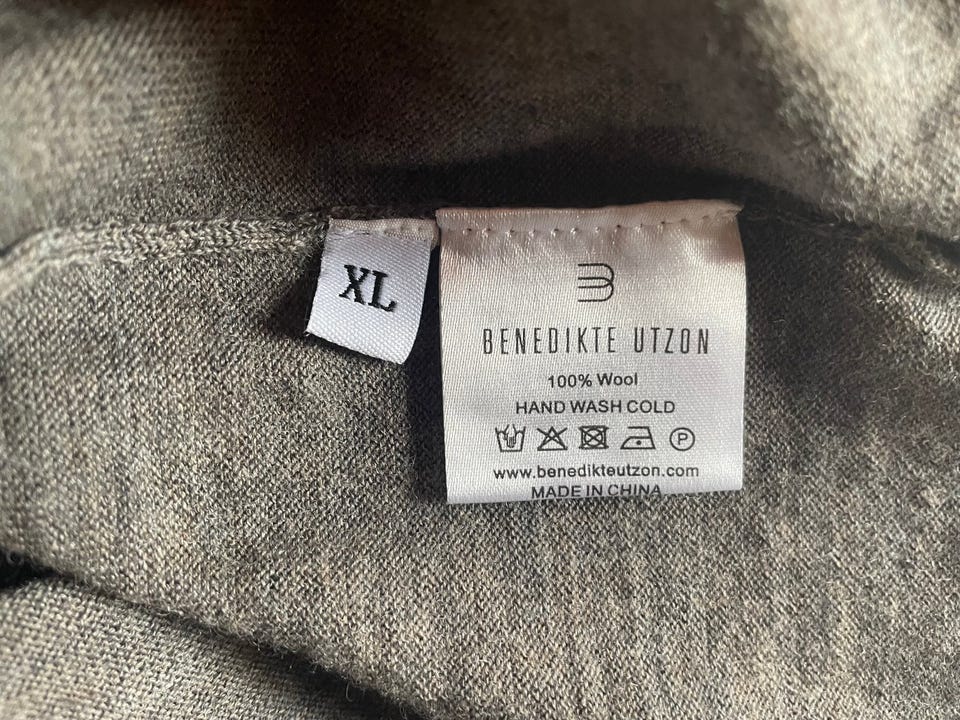 XL
BENEDIKTE UTZON
100% Wool
HAND WASH COLD
P
www.benedikteutzon.com
MADE IN CHINA